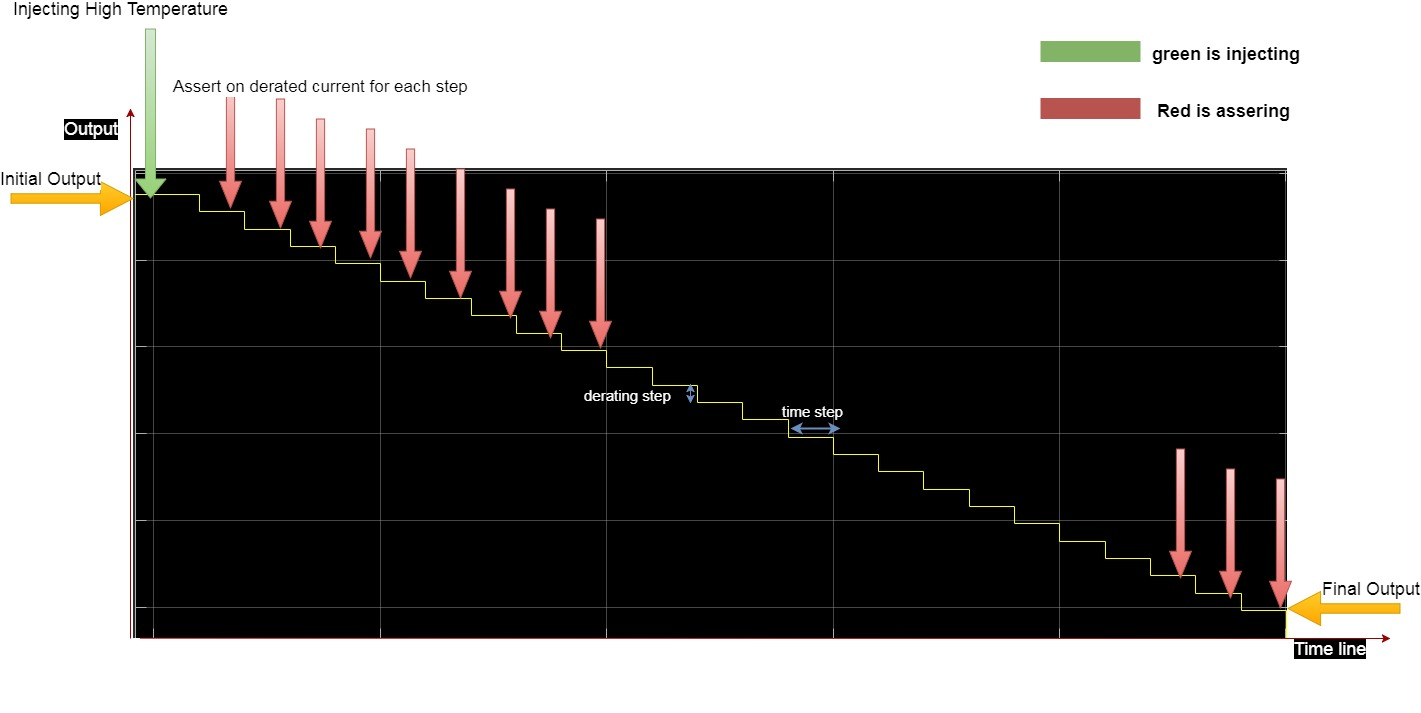 Injecting High Temperature
green is injecting
Assert on derated current for each step
Red is assering
Output
Initial Output
derating step
time step
Final Output
Time line